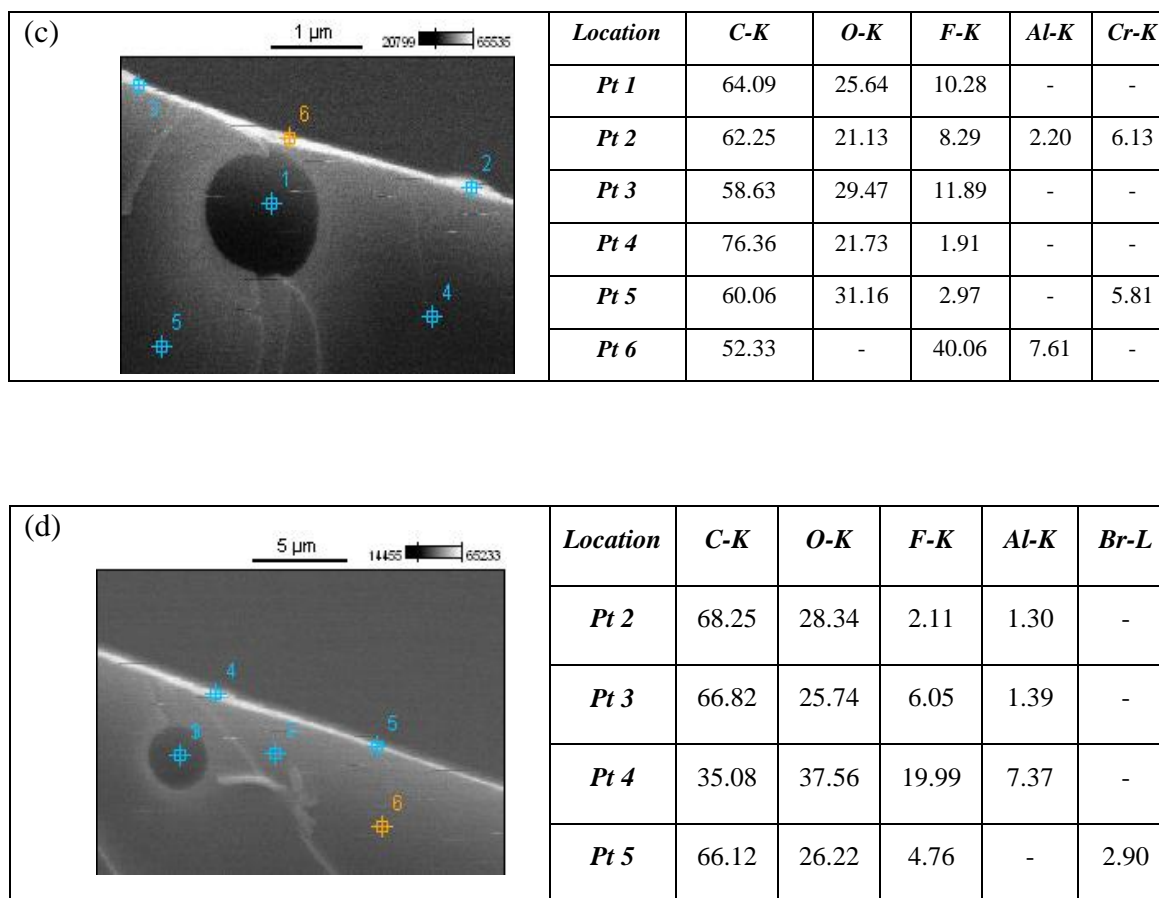 (c)
1 µm
20799 65535
3
6
1
2
4
5
Location C-K O-K F-K Al-K Cr-K
Pt 1 64.09 25.64 10.28 - -
Pt 2 62.25 21.13 8.29 2.20 6.13
Pt 3 58.63 29.47 11.89 - -
Pt 4 76.36 21.73 1.91 - -
Pt 5 60.06 31.16 2.97 - 5.81
Pt 6 52.33 - 40.06 7.61 -
(d)
5 µm
14455 65233
4
5
6
Location C-K O-K F-K Al-K Br-L
Pt 2 68.25 28.34 2.11 1.30 -
Pt 3 66.82 25.74 6.05 1.39 -
Pt 4 35.08 37.56 19.99 7.37 -
Pt 5 66.12 26.22 4.76 - 2.90